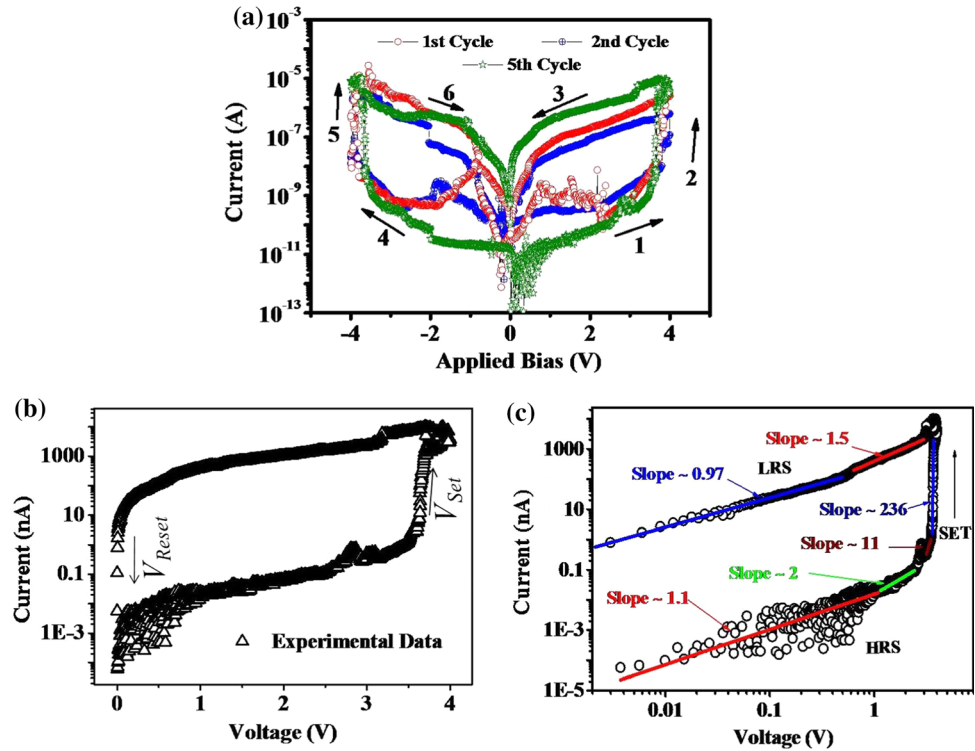 (a)
10⁻³
10⁻⁵
10⁻⁷
10⁻⁹
10⁻¹¹
10⁻¹³
Current (A)
1st Cycle 2nd Cycle
5th Cycle
6 3
5 2
4 1
-4 -2 0 2 4
Applied Bias (V)
(b)
1000
10
0.1
1E-3
Current (nA)
V_Reset
V_Set
Experimental Data
0 1 2 3 4
Voltage (V)
(c)
1000
10
0.1
1E-3
1E-5
Current (nA)
Slope ~ 1.5
LRS
Slope ~ 0.97
Slope ~ 236
SET
Slope ~ 11
Slope ~ 2
Slope ~ 1.1
HRS
0.01 0.1 1
Voltage (V)